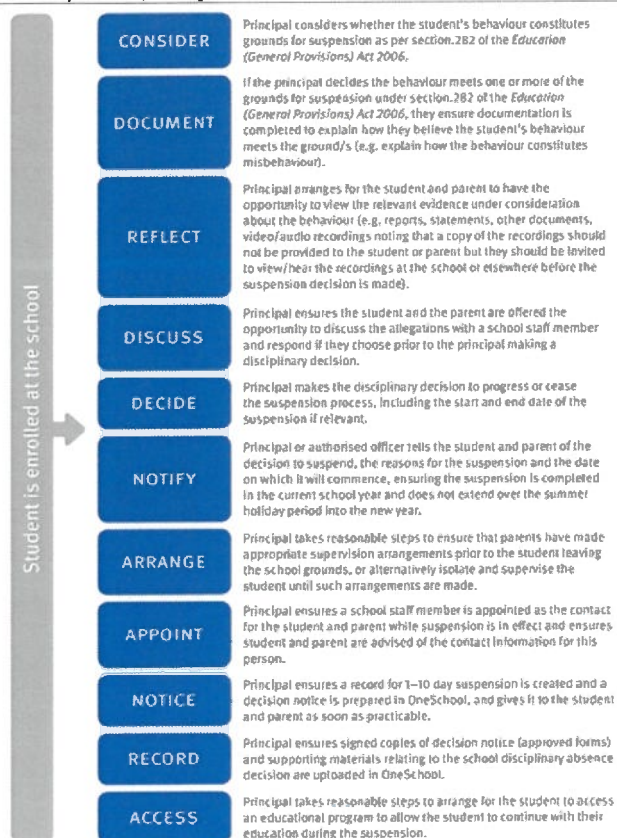 Student is enrolled at the school
CONSIDER
Principal considers whether the student's behaviour constitutes
grounds for suspension as per section.282 of the Education
(General Provisions) Act 2006.
DOCUMENT
If the principal decides the behaviour meets one or more of the
grounds for suspension under section.282 of the Education
(General Provisions) Act 2006, they ensure documentation is
completed to explain how they believe the student's behaviour
meets the ground/s (e.g. explain how the behaviour constitutes
misbehaviour).
REFLECT
Principal arranges for the student and parent to have the
opportunity to view the relevant evidence under consideration
about the behaviour (e.g. reports, statements, other documents,
video/audio recordings noting that a copy of the recordings should
not be provided to the student or parent but they should be invited
to view/hear the recordings at the school or elsewhere before the
suspension decision is made).
DISCUSS
Principal ensures the student and the parent are offered the
opportunity to discuss the allegations with a school staff member
and respond if they choose prior to the principal making a
disciplinary decision.
DECIDE
Principal makes the disciplinary decision to progress or cease
the suspension process, including the start and end date of the
suspension if relevant.
NOTIFY
Principal or authorised officer tells the student and parent of the
decision to suspend, the reasons for the suspension and the date
on which it will commence, ensuring the suspension is completed
in the current school year and does not extend over the summer
holiday period into the new year.
ARRANGE
Principal takes reasonable steps to ensure that parents have made
appropriate supervision arrangements prior to the student leaving
the school grounds, or alternatively isolate and supervise the
student until such arrangements are made.
APPOINT
Principal ensures a school staff member is appointed as the contact
for the student and parent while suspension is in effect and ensures
student and parent are advised of the contact information for this
person.
NOTICE
Principal ensures a record for 1–10 day suspension is created and a
decision notice is prepared in OneSchool, and gives it to the student
and parent as soon as practicable.
RECORD
Principal ensures signed copies of decision notice (approved forms)
and supporting materials relating to the school disciplinary absence
decision are uploaded in OneSchool.
ACCESS
Principal takes reasonable steps to arrange for the student to access
an educational program to allow the student to continue with their
education during the suspension.